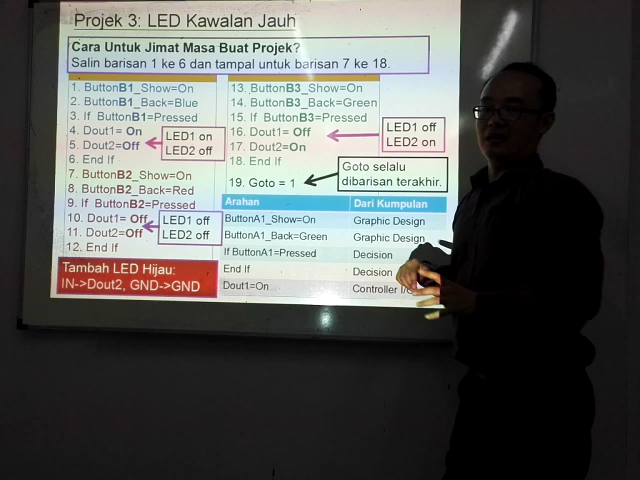 Projek 3: LED Kawalan Jauh
Cara Untuk Jimat Masa Buat Projek?
Salin barisan 1 ke 6 dan tampal untuk barisan 7 ke 18.
1. ButtonB1_Show=On
2. ButtonB1_Back=Blue
3. If ButtonB1=Pressed
4. Dout1= On
5. Dout2=Off
6. End If
LED1 on
LED2 off
7. ButtonB2_Show=On
8. ButtonB2_Back=Red
9. If ButtonB2=Pressed
10. Dout1= Off
11. Dout2=Off
12. End If
LED1 off
LED2 off
13. ButtonB3_Show=On
14. ButtonB3_Back=Green
15. If ButtonB3=Pressed
16. Dout1= Off
17. Dout2=On
18. End If
LED1 off
LED2 on
19. Goto = 1
Goto selalu
dibarisan terakhir.
Tambah LED Hijau:
IN->Dout2, GND->GND
Arahan Dari Kumpulan
ButtonA1_Show=On Graphic Design
ButtonA1_Back=Green Graphic Design
If ButtonA1=Pressed Decision
End If Decision
Dout1=On Controller I/